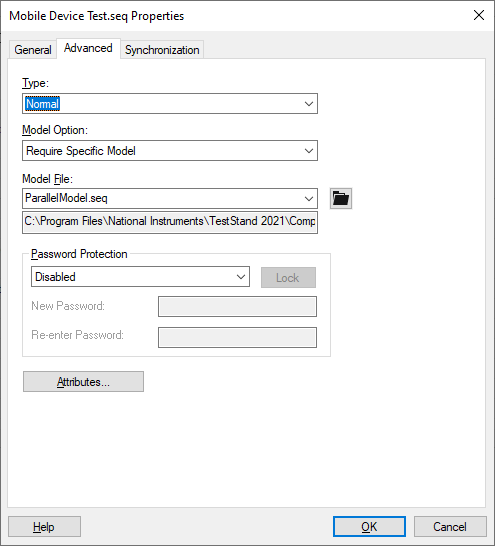 Mobile Device Test.seq Properties
General Advanced Synchronization
Type:
Normal
Model Option:
Require Specific Model
Model File:
ParallelModel.seq
C:\Program Files\National Instruments\TestStand 2021\Comp
Password Protection
Disabled Lock
New Password:
Re-enter Password:
Attributes...
Help OK Cancel